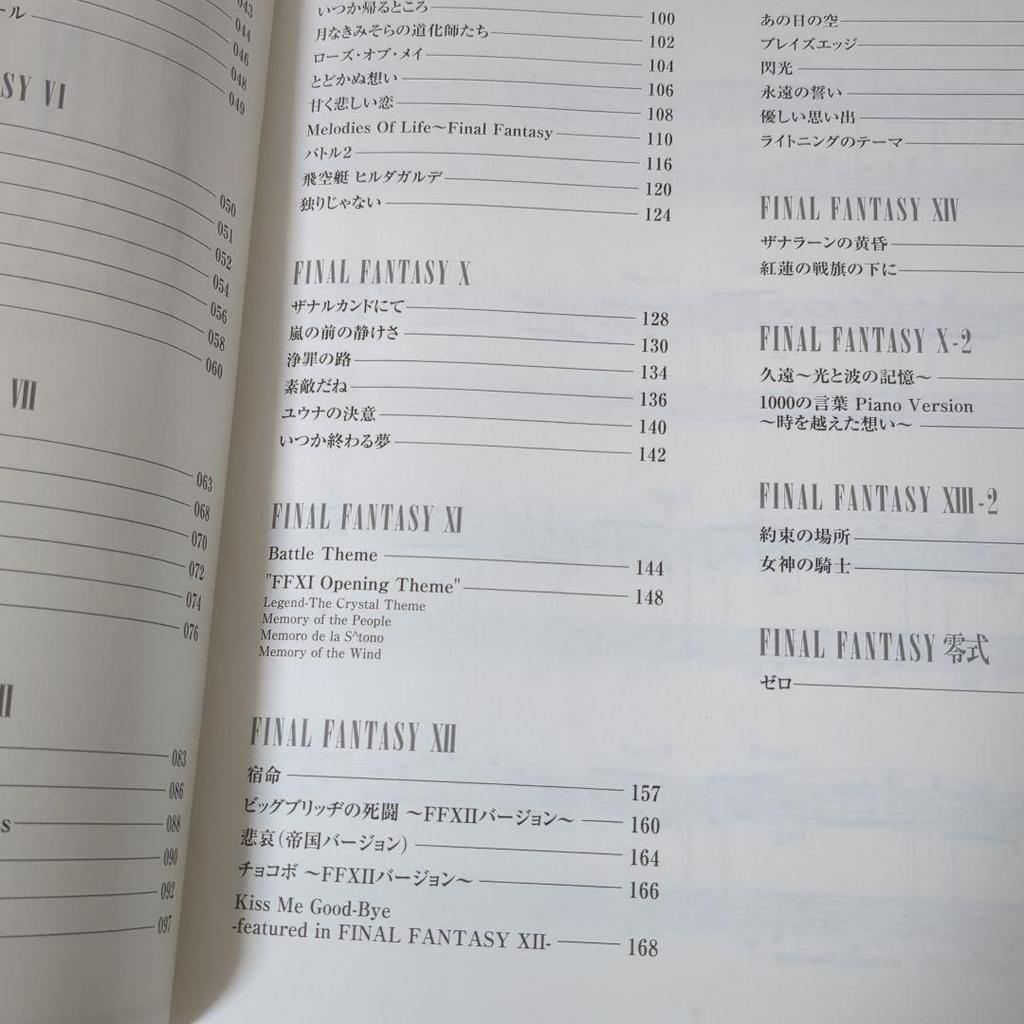 ール
043
044
046
048
049
SY VI
050
051
052
054
056
058
060
VII
063
068
070
072
074
076
II
083
086
s 088
090
092
097
いつか帰るところ 100
月なきみそらの道化師たち 102
ローズ・オブ・メイ 104
とどかぬ想い 106
甘く悲しい恋 108
Melodies Of Life～Final Fantasy 110
バトル2 116
飛空艇 ヒルダガルデ 120
独りじゃない 124
FINAL FANTASY X
ザナルカンドにて 128
嵐の前の静けさ 130
浄罪の路 134
素敵だね 136
ユウナの決意 140
いつか終わる夢 142
FINAL FANTASY XI
Battle Theme 144
"FFXI Opening Theme" 148
Legend-The Crystal Theme
Memory of the People
Memoro de la S^tono
Memory of the Wind
FINAL FANTASY XII
宿命 157
ビッグブリッヂの死闘 ～FFXIIバージョン～ 160
悲哀(帝国バージョン) 164
チョコボ ～FFXIIバージョン～ 166
Kiss Me Good-Bye
-featured in FINAL FANTASY XII- 168
あの日の空
ブレイズエッジ
閃光
永遠の誓い
優しい思い出
ライトニングのテーマ
FINAL FANTASY XIV
ザナラーンの黄昏
紅蓮の戦旗の下に
FINAL FANTASY X-2
久遠～光と波の記憶～
1000の言葉 Piano Version
～時を越えた想い～
FINAL FANTASY XIII-2
約束の場所
女神の騎士
FINAL FANTASY 零式
ゼロ